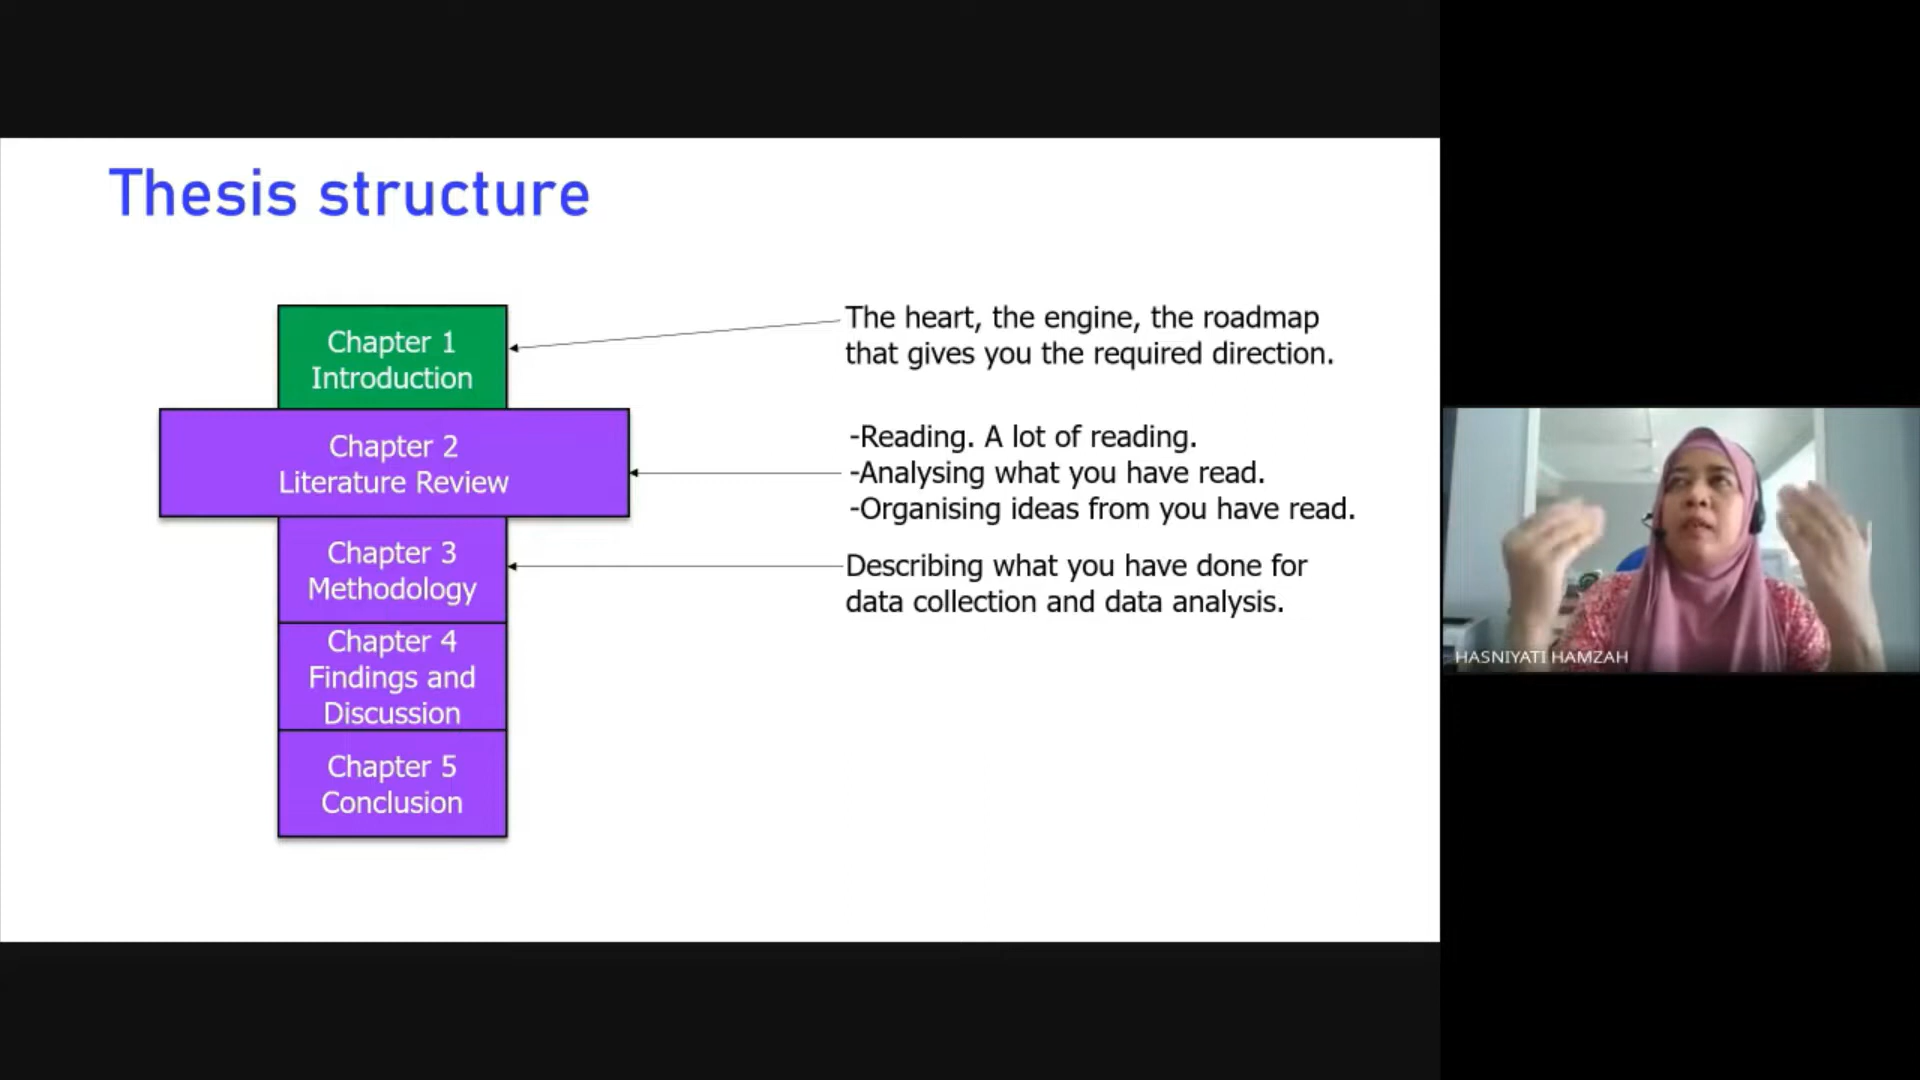 Thesis structure
Chapter 1
Introduction
The heart, the engine, the roadmap
that gives you the required direction.
Chapter 2
Literature Review
-Reading. A lot of reading.
-Analysing what you have read.
-Organising ideas from you have read.
Chapter 3
Methodology
Describing what you have done for
data collection and data analysis.
Chapter 4
Findings and
Discussion
Chapter 5
Conclusion
HASNIYATI HAMZAH